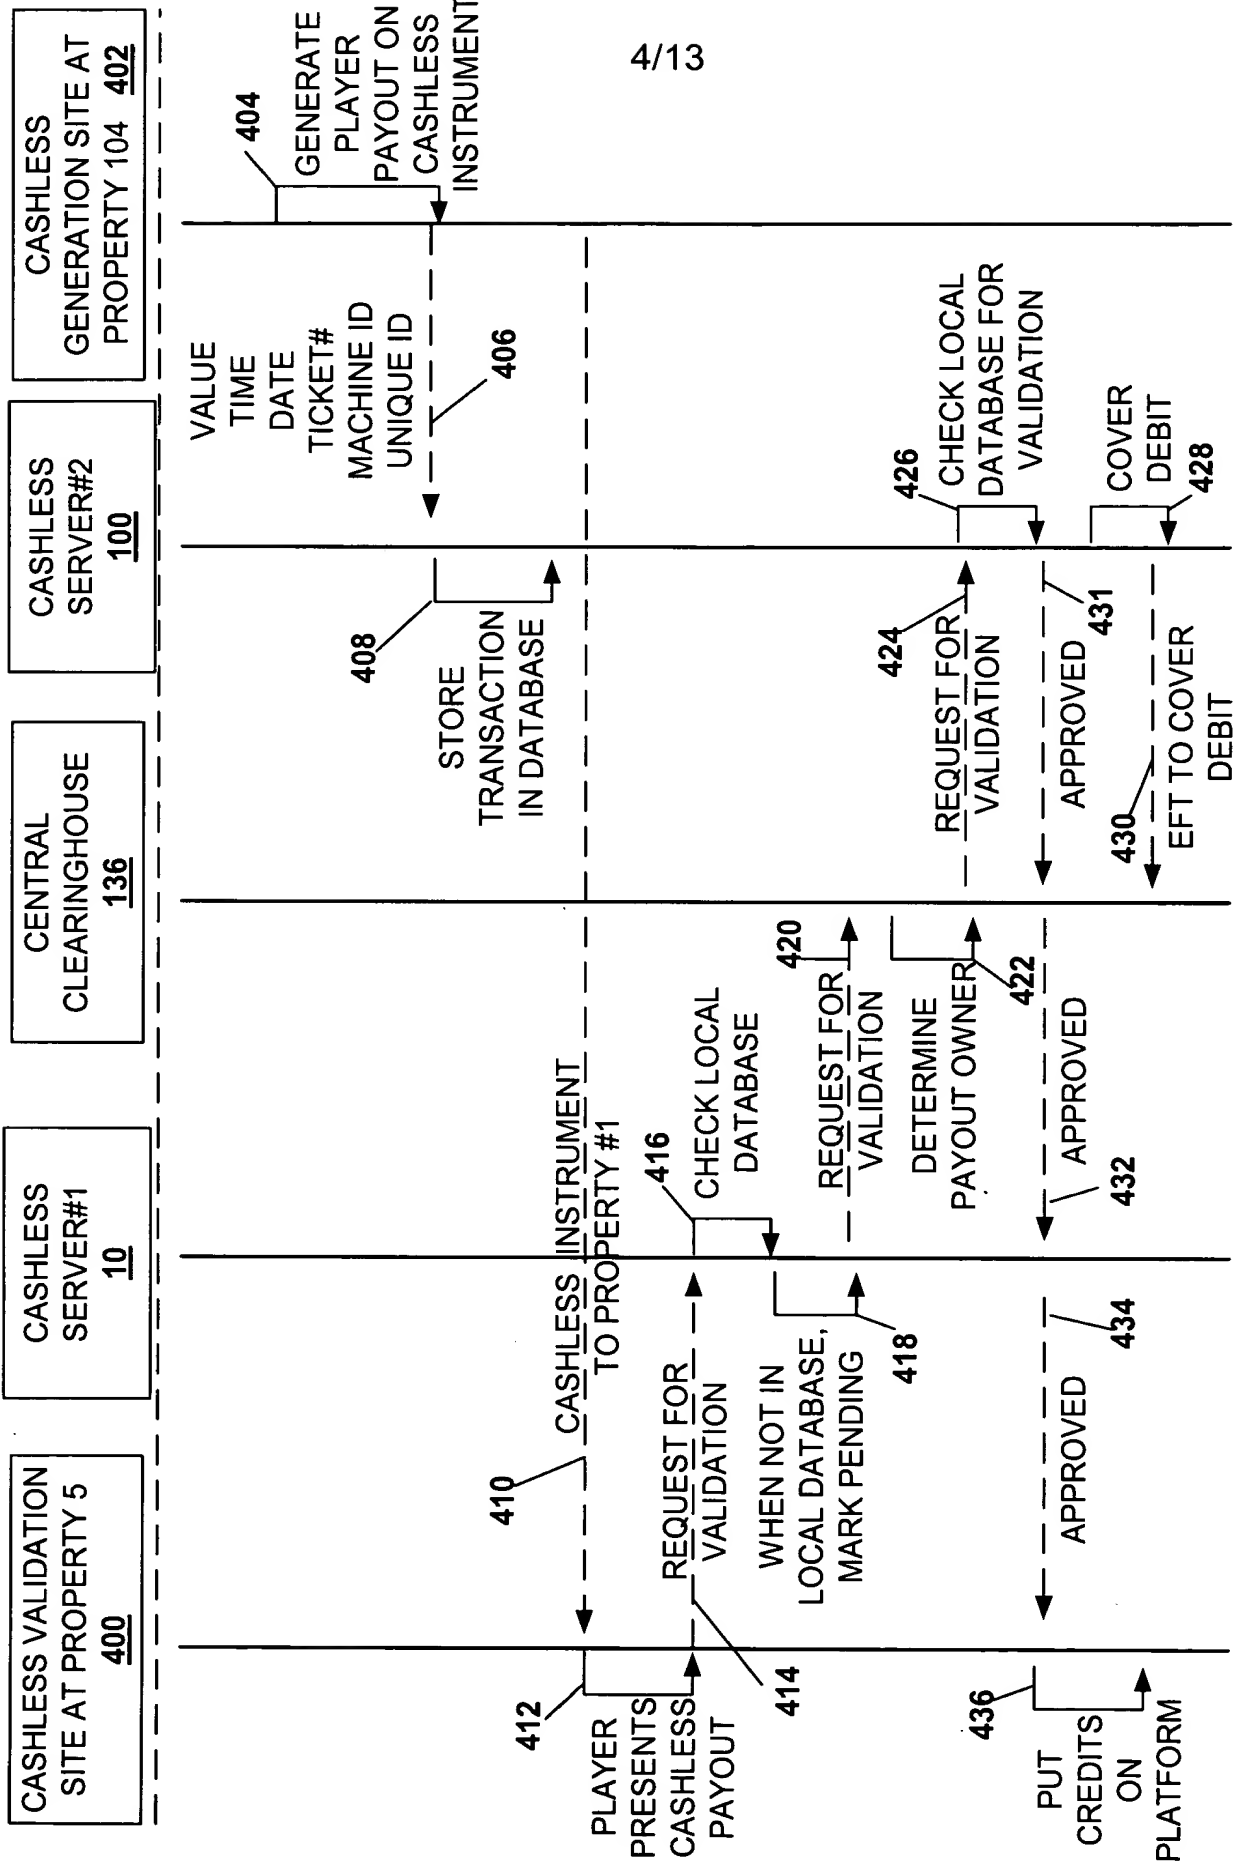 4/13
CASHLESS VALIDATION
SITE AT PROPERTY 5
400
CASHLESS
SERVER#1
10
CENTRAL
CLEARINGHOUSE
136
CASHLESS
SERVER#2
100
CASHLESS
GENERATION SITE AT
PROPERTY 104 402
404
GENERATE
PLAYER
PAYOUT ON
CASHLESS
INSTRUMENT
VALUE
TIME
DATE
TICKET#
MACHINE ID
UNIQUE ID
406
408
STORE
TRANSACTION
IN DATABASE
410
CASHLESS INSTRUMENT
TO PROPERTY #1
412
PLAYER
PRESENTS
CASHLESS
PAYOUT
414
REQUEST FOR
VALIDATION
416
CHECK LOCAL
DATABASE
WHEN NOT IN
LOCAL DATABASE,
MARK PENDING
418
420
REQUEST FOR
VALIDATION
DETERMINE
PAYOUT OWNER
422
424
REQUEST FOR
VALIDATION
426
CHECK LOCAL
DATABASE FOR
VALIDATION
COVER
DEBIT
428
431
APPROVED
430
EFT TO COVER
DEBIT
APPROVED
432
434
APPROVED
436
PUT
CREDITS
ON
PLATFORM